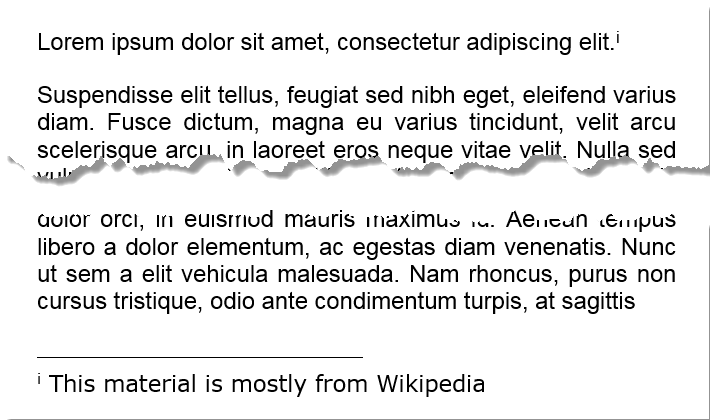 Lorem ipsum dolor sit amet, consectetur adipiscing elit.ⁱ
Suspendisse elit tellus, feugiat sed nibh eget, eleifend varius
diam. Fusce dictum, magna eu varius tincidunt, velit arcu
scelerisque arcu, in laoreet eros neque vitae velit. Nulla sed
dolor orci, in euismod mauris maximus id. Aenean tempus
libero a dolor elementum, ac egestas diam venenatis. Nunc
ut sem a elit vehicula malesuada. Nam rhoncus, purus non
cursus tristique, odio ante condimentum turpis, at sagittis
ⁱ This material is mostly from Wikipedia